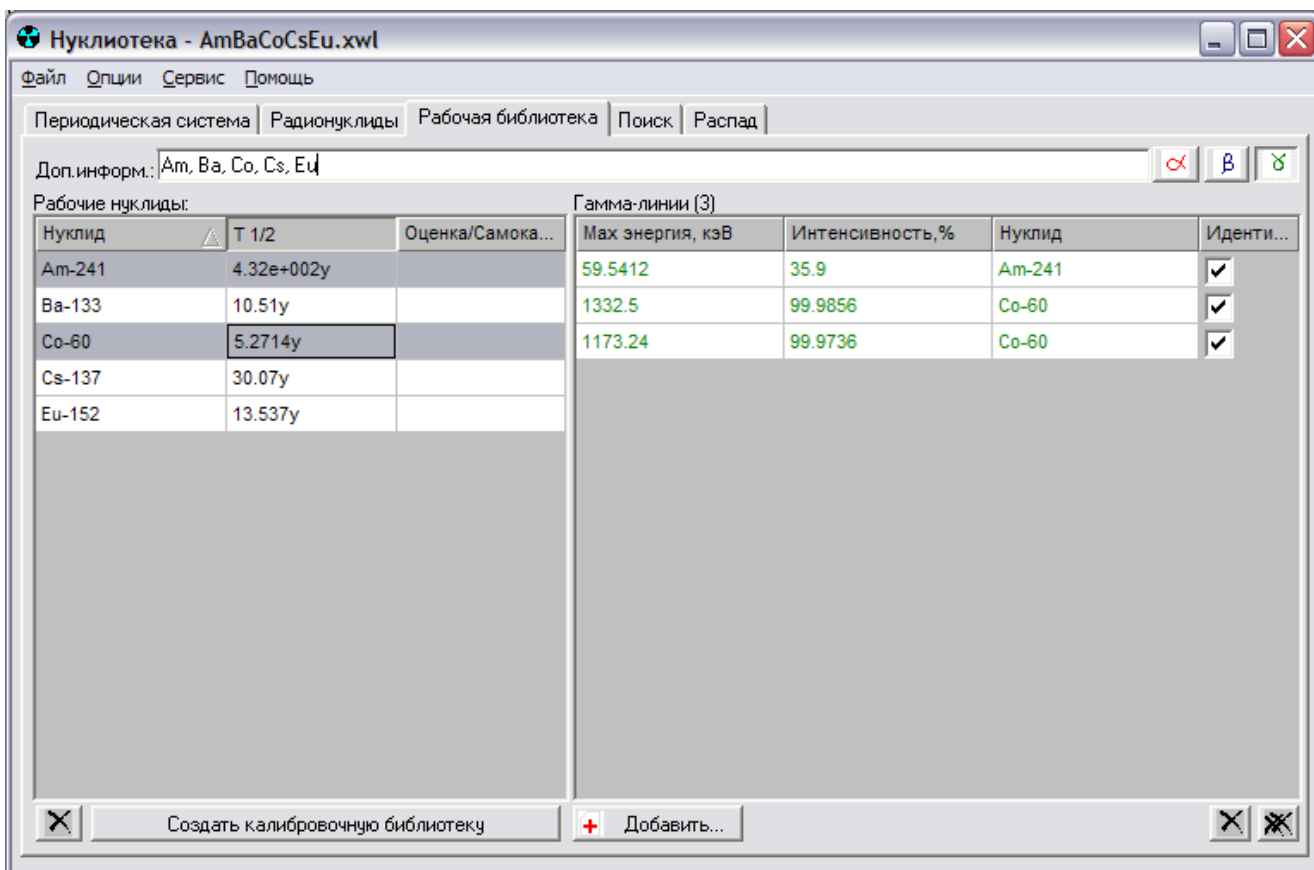 Нуклиотека - AmBaCoCsEu.xwl
Файл Опции Сервис Помощь
Периодическая система Радионуклиды Рабочая библиотека Поиск Распад
Доп.информ.: Am, Ba, Co, Cs, Eu α β γ
Рабочие нуклиды: Гамма-линии (3)
Нуклид T 1/2 Оценка/Самока... Max энергия, кэВ Интенсивность,% Нуклид Иденти...
Am-241 4.32e+002y 59.5412 35.9 Am-241
Ba-133 10.51y 1332.5 99.9856 Co-60
Co-60 5.2714y 1173.24 99.9736 Co-60
Cs-137 30.07y
Eu-152 13.537y
Создать калибровочную библиотеку Добавить...